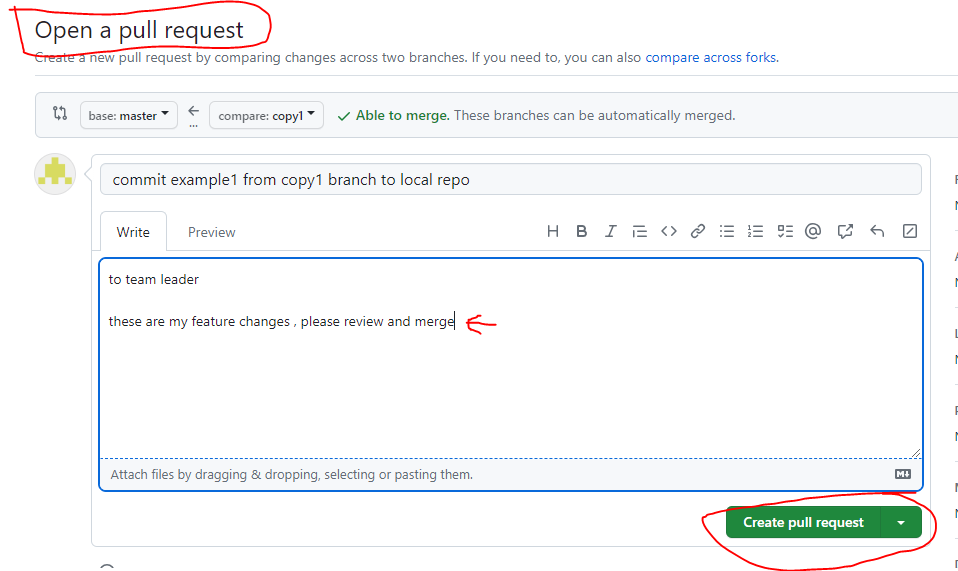 Open a pull request
Create a new pull request by comparing changes across two branches. If you need to, you can also compare across forks.
base: master ... compare: copy1 Able to merge. These branches can be automatically merged.
commit example1 from copy1 branch to local repo
Write Preview H B I @
to team leader
these are my feature changes , please review and merge
Attach files by dragging & dropping, selecting or pasting them.
Create pull request